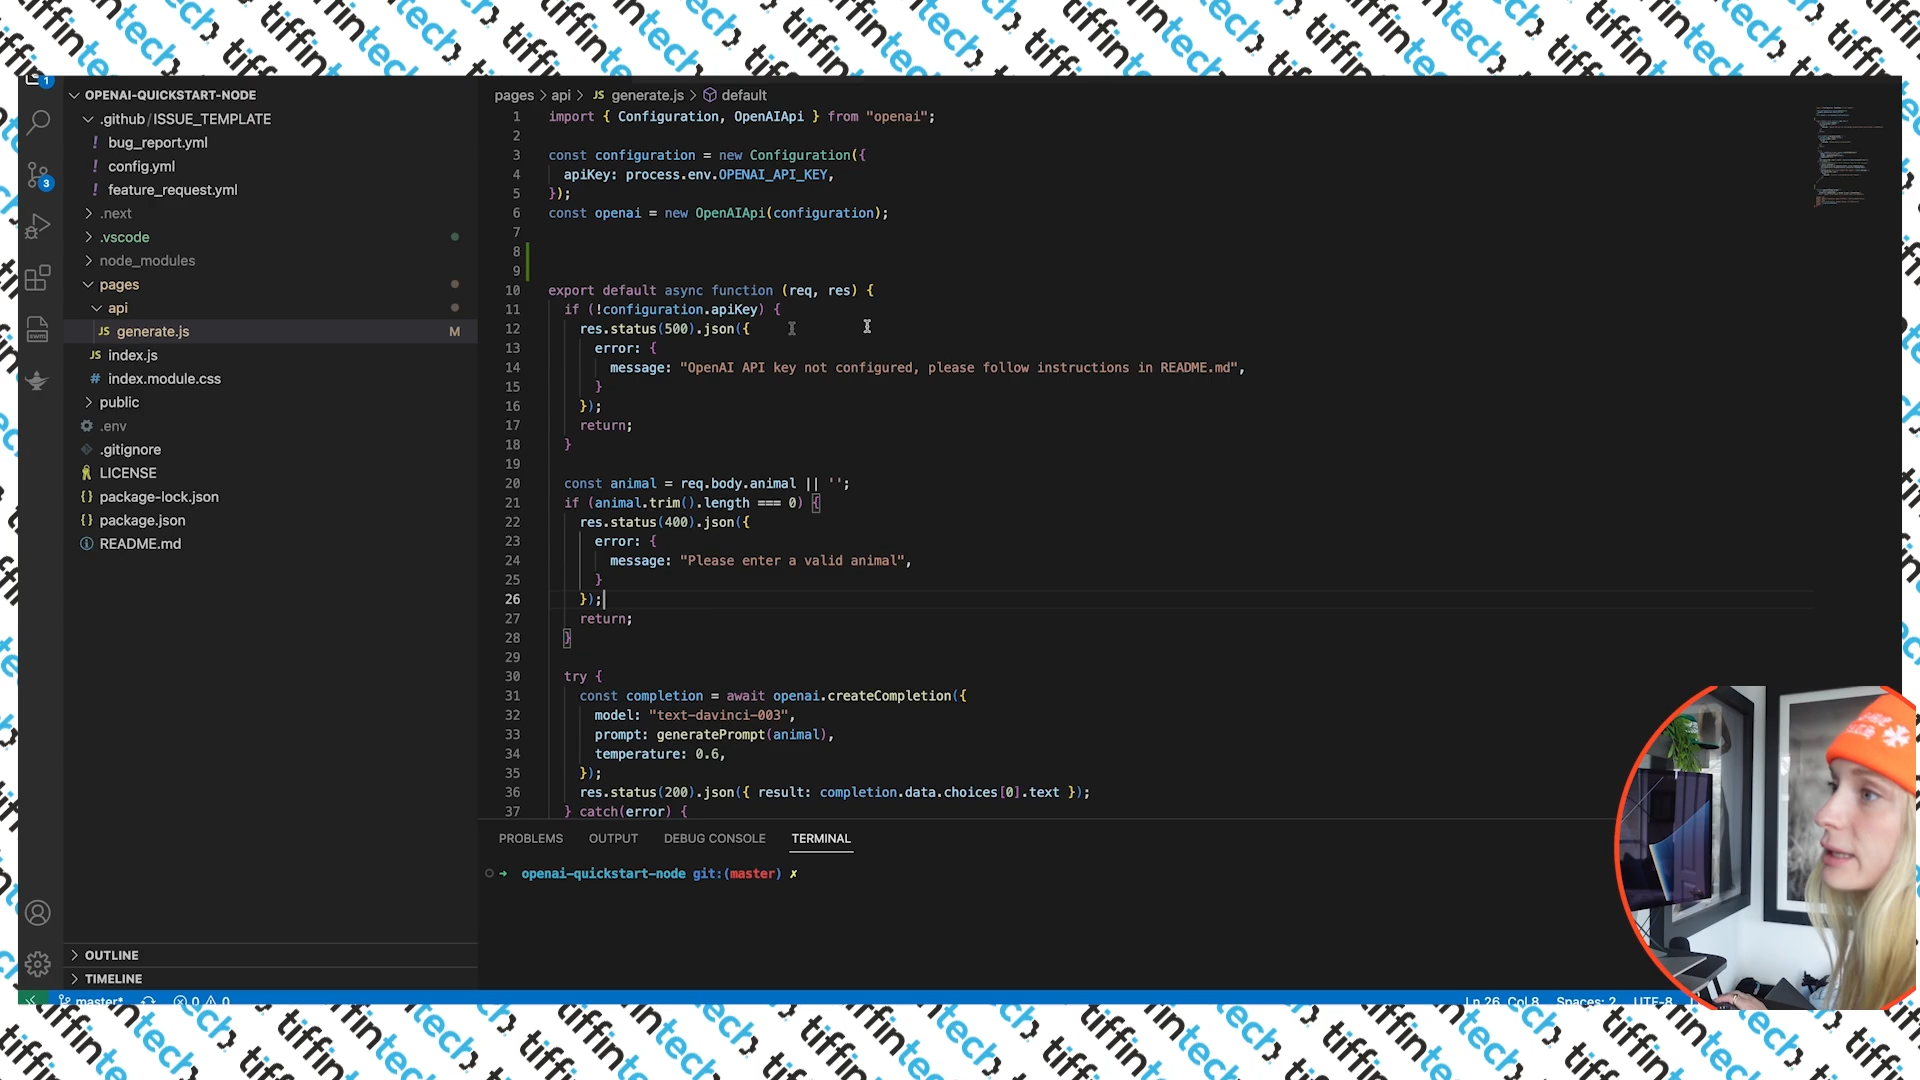 tiffintech
1
OPENAI-QUICKSTART-NODE
.github/ISSUE_TEMPLATE
! bug_report.yml
! config.yml
3
! feature_request.yml
.next
.vscode
node_modules
pages
api
JS generate.js M
JS index.js
# index.module.css
public
.env
.gitignore
LICENSE
{} package-lock.json
{} package.json
README.md
OUTLINE
TIMELINE
pages > api > JS generate.js > default
1 import { Configuration, OpenAIApi } from "openai";
2
3 const configuration = new Configuration({
4 apiKey: process.env.OPENAI_API_KEY,
5 });
6 const openai = new OpenAIApi(configuration);
7
8
9
10 export default async function (req, res) {
11 if (!configuration.apiKey) {
12 res.status(500).json({
13 error: {
14 message: "OpenAI API key not configured, please follow instructions in README.md",
15 }
16 });
17 return;
18 }
19
20 const animal = req.body.animal || '';
21 if (animal.trim().length === 0) {
22 res.status(400).json({
23 error: {
24 message: "Please enter a valid animal",
25 }
26 });
27 return;
28 }
29
30 try {
31 const completion = await openai.createCompletion({
32 model: "text-davinci-003",
33 prompt: generatePrompt(animal),
34 temperature: 0.6,
35 });
36 res.status(200).json({ result: completion.data.choices[0].text });
37 } catch(error) {
PROBLEMS OUTPUT DEBUG CONSOLE TERMINAL
→ openai-quickstart-node git:(master) ✗
master* 0 0 Ln 26, Col 8 Spaces: 2 UTF-8